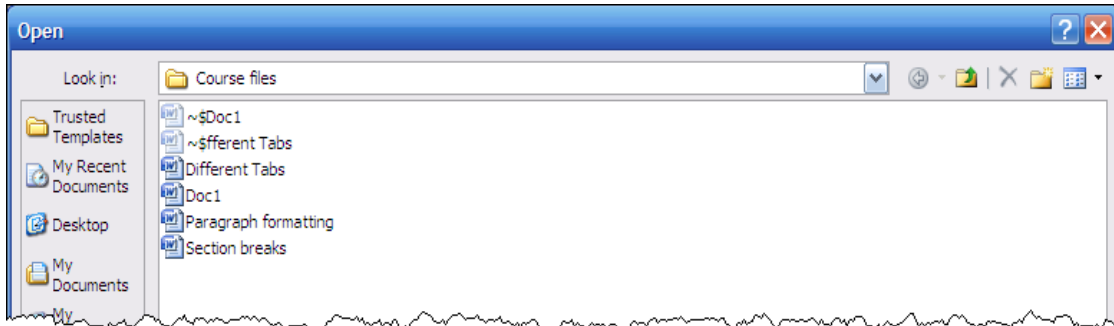 Open
Look in:
Course files
Trusted
Templates
My Recent
Documents
Desktop
My
Documents
My
~$Doc1
~$fferent Tabs
Different Tabs
Doc1
Paragraph formatting
Section breaks